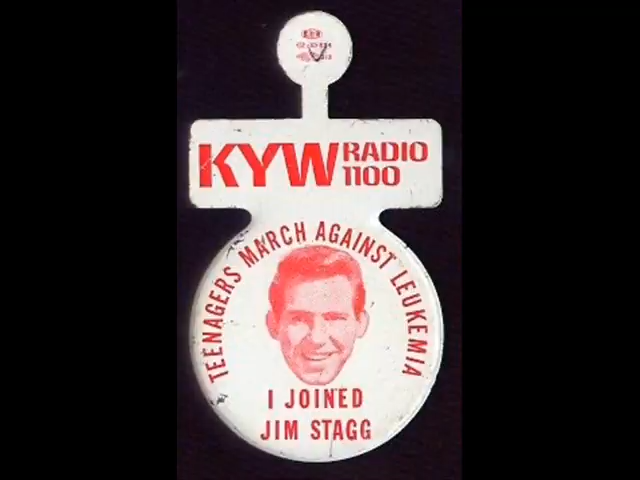 KYW RADIO
1100
TEENAGERS MARCH AGAINST LEUKEMIA
I JOINED
JIM STAGG